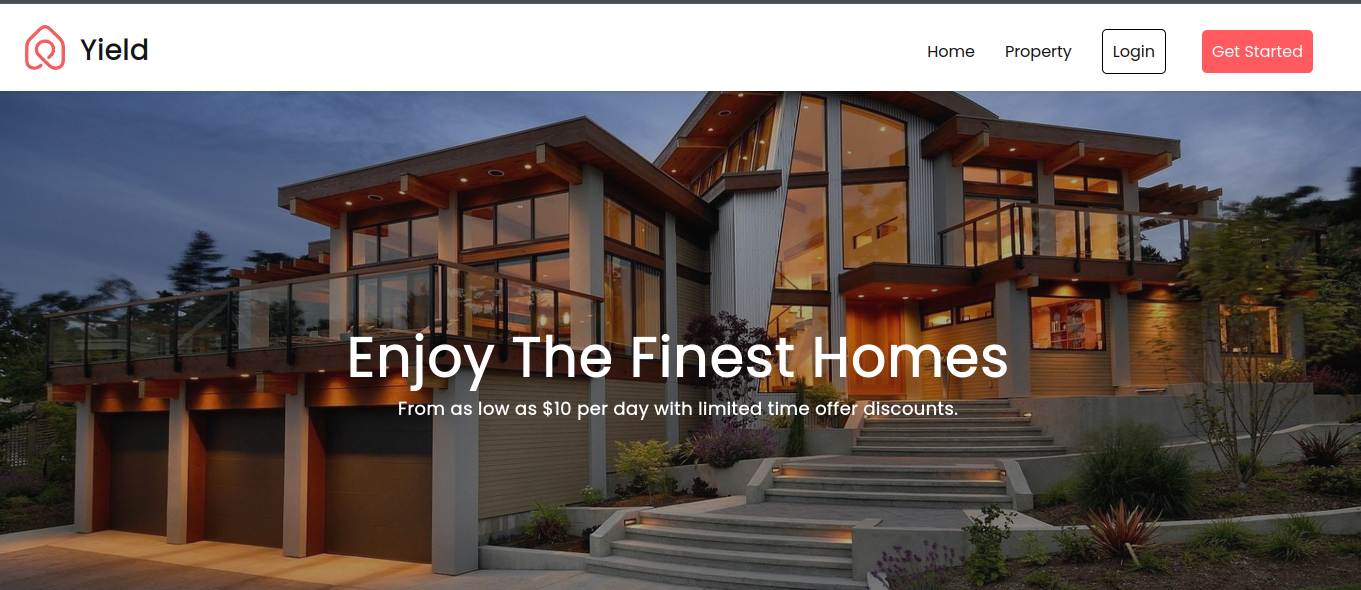 Yield
Home
Property
Login
Get Started
Enjoy The Finest Homes
From as low as $10 per day with limited time offer discounts.